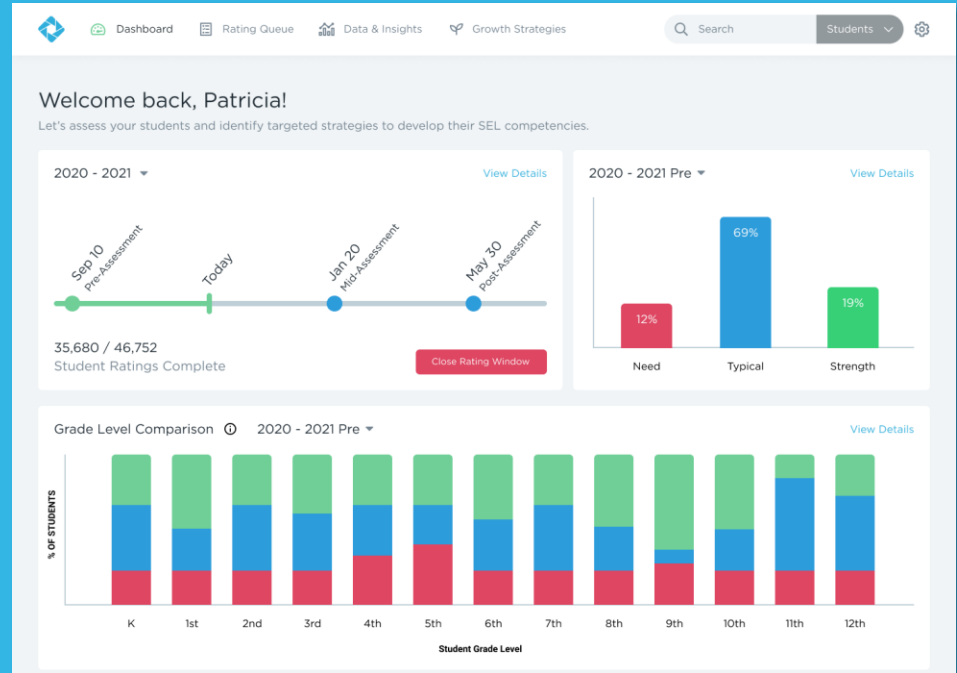 Dashboard
Rating Queue
Data & Insights
Growth Strategies
Search
Students
Welcome back, Patricia!
Let's assess your students and identify targeted strategies to develop their SEL competencies.
2020 - 2021
View Details
Sep 10
Pre-Assessment
Today
Jan 20
Mid-Assessment
May 30
Post-Assessment
35,680 / 46,752
Student Ratings Complete
Close Rating Window
2020 - 2021 Pre
View Details
12%
69%
19%
Need
Typical
Strength
Grade Level Comparison
2020 - 2021 Pre
View Details
% OF STUDENTS
K
1st
2nd
3rd
4th
5th
6th
7th
8th
9th
10th
11th
12th
Student Grade Level